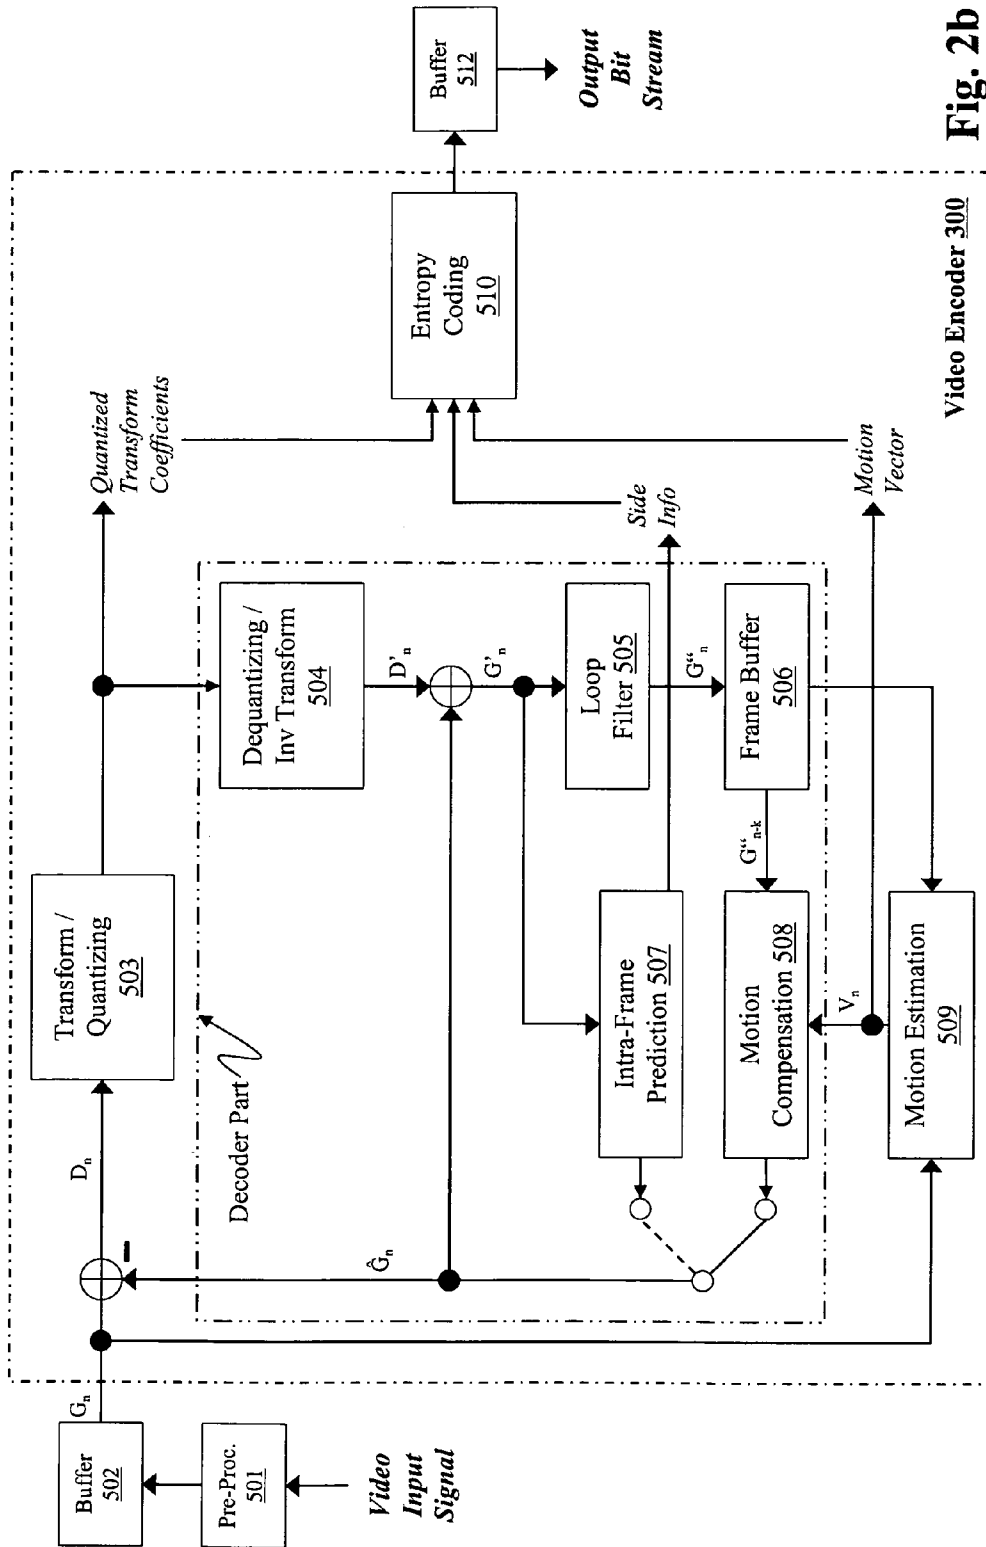 Video
Input
Signal
Pre-Proc.
501
Buffer
502
Gₙ
Dₙ
Transform /
Quantizing
503
Quantized
Transform
Coefficients
Decoder Part
Dequantizing /
Inv Transform
504
D'ₙ
Ĝₙ
G'ₙ
Loop
Filter 505
G“ₙ
Frame Buffer
506
G“ₙ₋ₖ
Intra-Frame
Prediction 507
Side
Info
Motion
Compensation 508
Vₙ
Motion Estimation
509
Motion
Vector
Entropy
Coding
510
Buffer
512
Output
Bit
Stream
Video Encoder 300
Fig. 2b